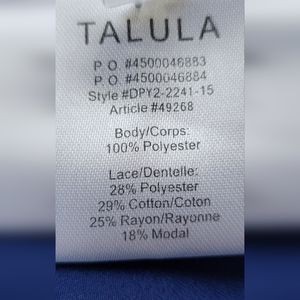 TALULA
P.O. #4500046883
P.O. #4500046884
Style #DPY2-2241-15
Article #49268
Body/Corps:
100% Polyester
Lace/Dentelle:
28% Polyester
29% Cotton/Coton
25% Rayon/Rayonne
18% Modal